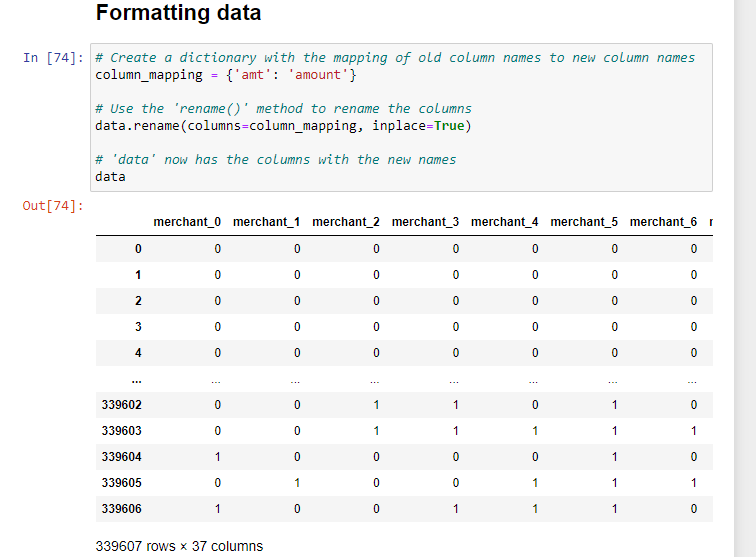 Formatting data
In [74]: # Create a dictionary with the mapping of old column names to new column names
column_mapping = {'amt': 'amount'}
# Use the 'rename()' method to rename the columns
data.rename(columns=column_mapping, inplace=True)
# 'data' now has the columns with the new names
data
Out[74]:
merchant_0 merchant_1 merchant_2 merchant_3 merchant_4 merchant_5 merchant_6
0 0 0 0 0 0 0 0
1 0 0 0 0 0 0 0
2 0 0 0 0 0 0 0
3 0 0 0 0 0 0 0
4 0 0 0 0 0 0 0
... ... ... ... ... ... ... ...
339602 0 0 1 1 0 1 0
339603 0 0 1 1 1 1 1
339604 1 0 0 0 0 1 0
339605 0 1 0 0 1 1 1
339606 1 0 0 1 1 1 0
339607 rows × 37 columns